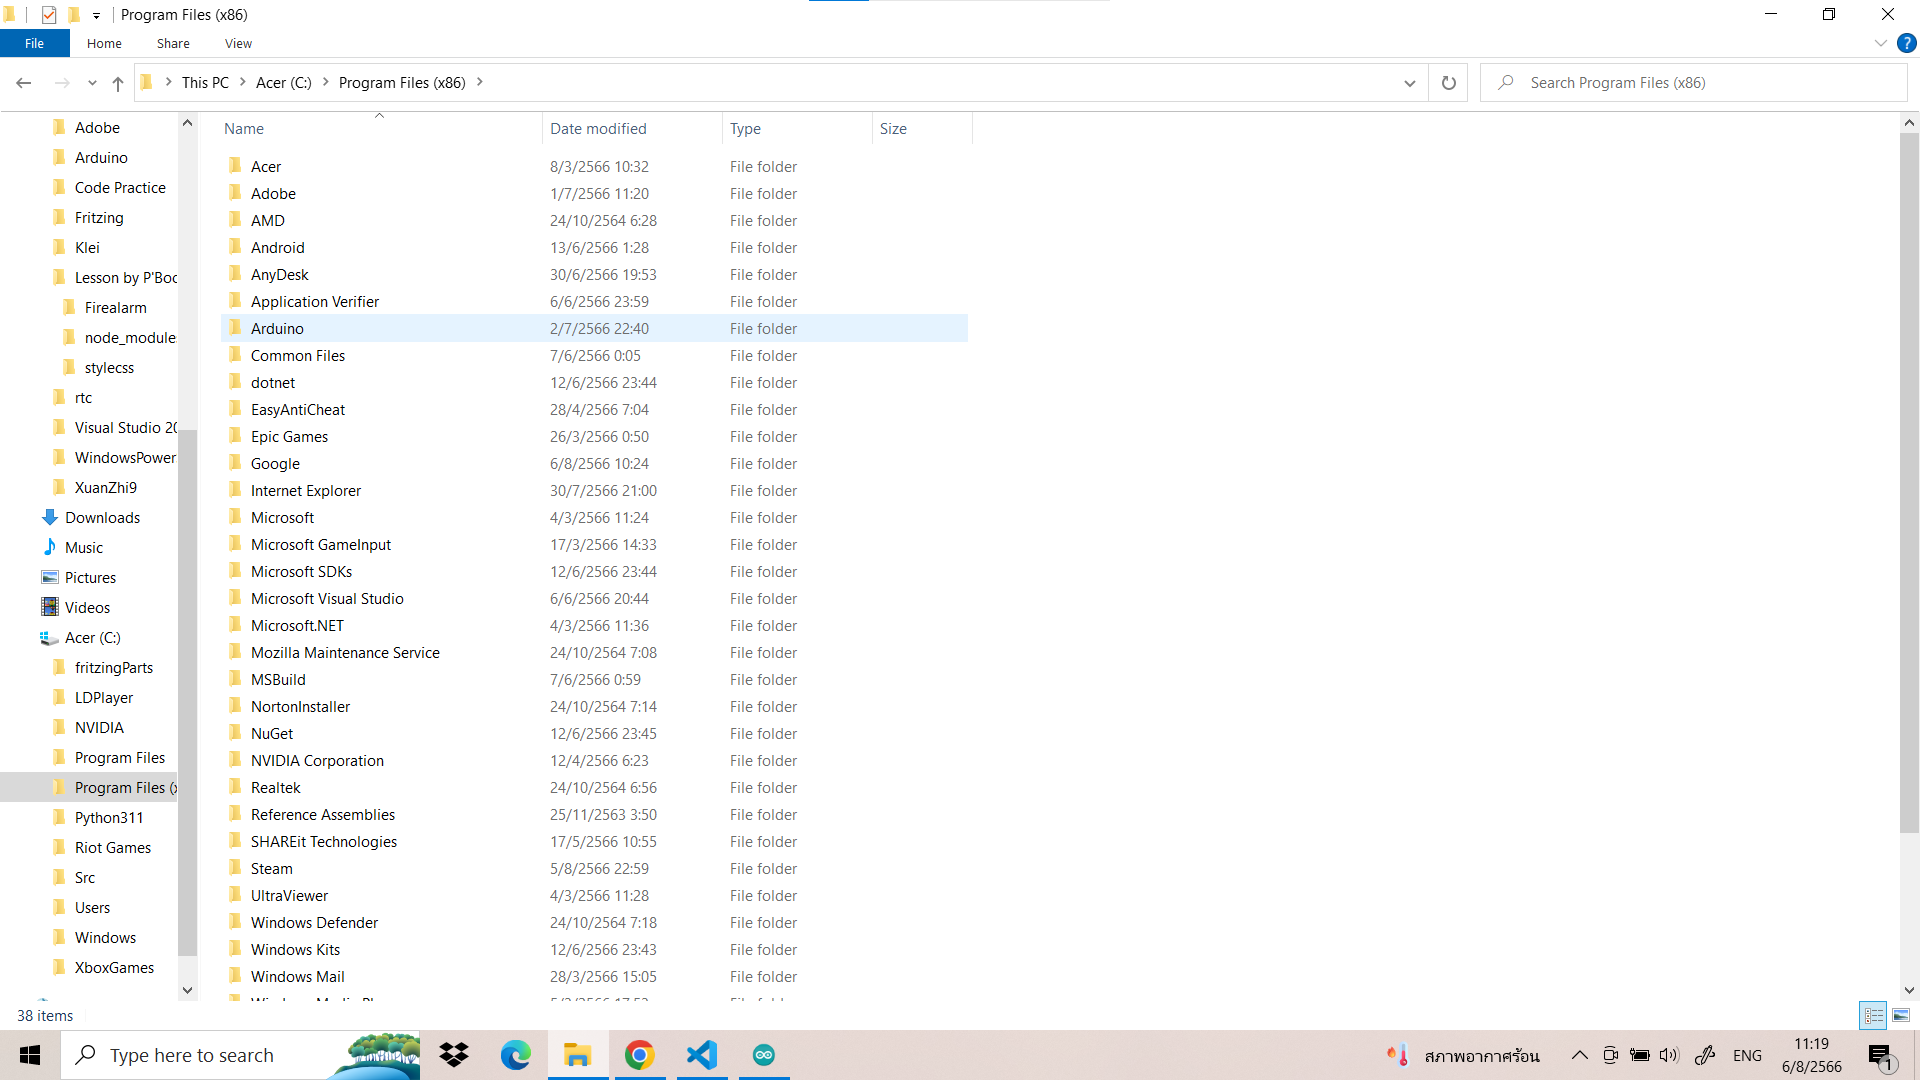 Program Files (x86)
File Home Share View
This PC Acer (C:) Program Files (x86)
Search Program Files (x86)
Adobe
Arduino
Code Practice
Fritzing
Klei
Lesson by P'Boo
Firealarm
node_module
stylecss
rtc
Visual Studio 20
WindowsPower
XuanZhi9
Downloads
Music
Pictures
Videos
Acer (C:)
fritzingParts
LDPlayer
NVIDIA
Program Files
Program Files (x
Python311
Riot Games
Src
Users
Windows
XboxGames
Name Date modified Type Size
Acer 8/3/2566 10:32 File folder
Adobe 1/7/2566 11:20 File folder
AMD 24/10/2564 6:28 File folder
Android 13/6/2566 1:28 File folder
AnyDesk 30/6/2566 19:53 File folder
Application Verifier 6/6/2566 23:59 File folder
Arduino 2/7/2566 22:40 File folder
Common Files 7/6/2566 0:05 File folder
dotnet 12/6/2566 23:44 File folder
EasyAntiCheat 28/4/2566 7:04 File folder
Epic Games 26/3/2566 0:50 File folder
Google 6/8/2566 10:24 File folder
Internet Explorer 30/7/2566 21:00 File folder
Microsoft 4/3/2566 11:24 File folder
Microsoft GameInput 17/3/2566 14:33 File folder
Microsoft SDKs 12/6/2566 23:44 File folder
Microsoft Visual Studio 6/6/2566 20:44 File folder
Microsoft.NET 4/3/2566 11:36 File folder
Mozilla Maintenance Service 24/10/2564 7:08 File folder
MSBuild 7/6/2566 0:59 File folder
NortonInstaller 24/10/2564 7:14 File folder
NuGet 12/6/2566 23:45 File folder
NVIDIA Corporation 12/4/2566 6:23 File folder
Realtek 24/10/2564 6:56 File folder
Reference Assemblies 25/11/2563 3:50 File folder
SHAREit Technologies 17/5/2566 10:55 File folder
Steam 5/8/2566 22:59 File folder
UltraViewer 4/3/2566 11:28 File folder
Windows Defender 24/10/2564 7:18 File folder
Windows Kits 12/6/2566 23:43 File folder
Windows Mail 28/3/2566 15:05 File folder
38 items
Type here to search
สภาพอากาศร้อน
ENG
11:19
6/8/2566
1